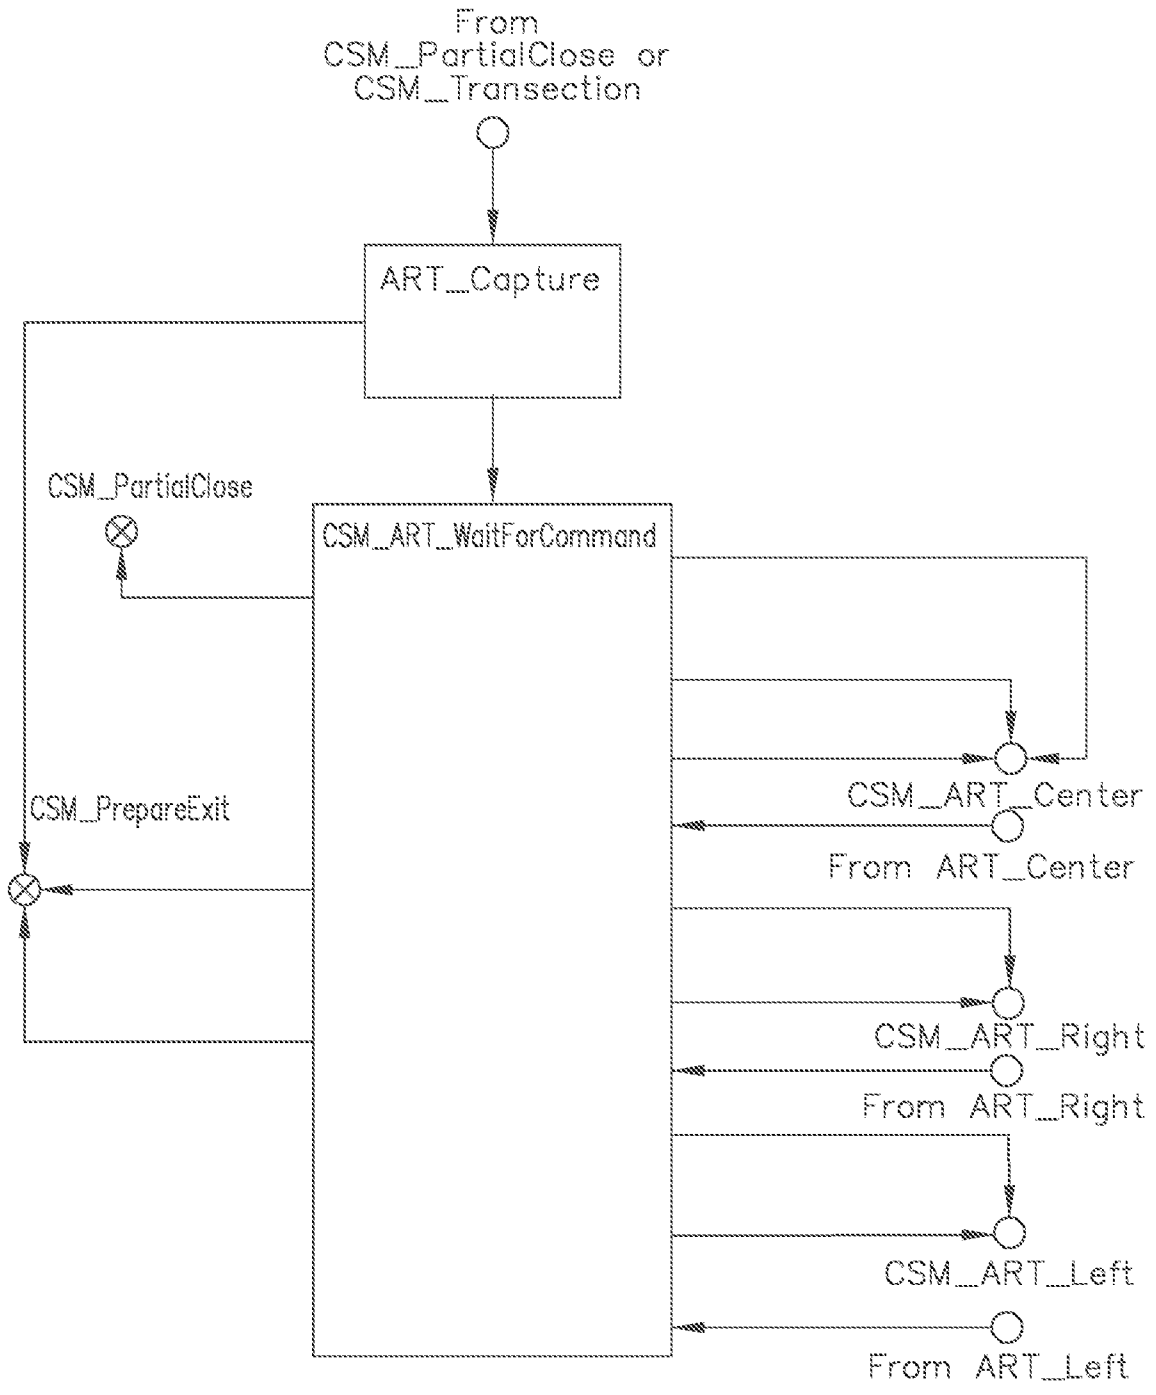 From
CSM_PartialClose or
CSM_Transection
ART_Capture
CSM_PartialClose
CSM_ART_WaitForCommand
CSM_ART_Center
CSM_PrepareExit
From ART_Center
CSM_ART_Right
From ART_Right
CSM_ART_Left
From ART_Left